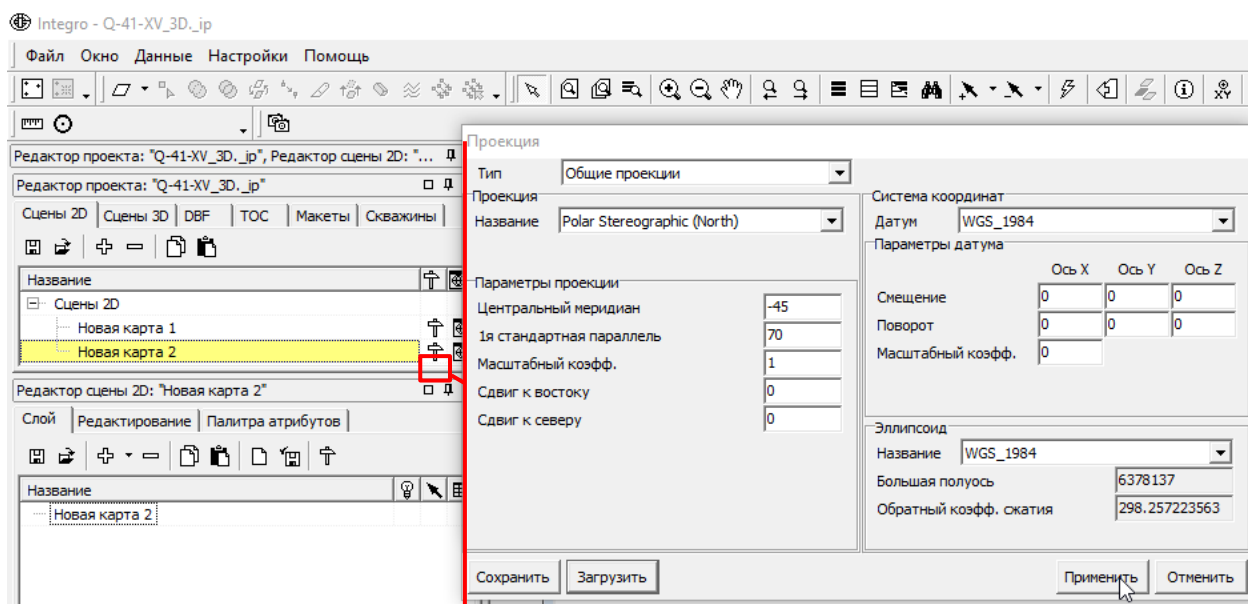 Integro - Q-41-XV_3D._ip
Файл Окно Данные Настройки Помощь
Редактор проекта: "Q-41-XV_3D._ip", Редактор сцены 2D: "...
Редактор проекта: "Q-41-XV_3D._ip"
Сцены 2D Сцены 3D DBF TOC Макеты Скважины
Название
Сцены 2D
Новая карта 1
Новая карта 2
Редактор сцены 2D: "Новая карта 2"
Слой Редактирование Палитра атрибутов
Название
Новая карта 2
Проекция
Тип Общие проекции
Проекция
Название Polar Stereographic (North)
Параметры проекции
Центральный меридиан -45
1я стандартная параллель 70
Масштабный коэфф. 1
Сдвиг к востоку 0
Сдвиг к северу 0
Система координат
Датум WGS_1984
Параметры датума
Ось X Ось Y Ось Z
Смещение 0 0 0
Поворот 0 0 0
Масштабный коэфф. 0
Эллипсоид
Название WGS_1984
Большая полуось 6378137
Обратный коэфф. сжатия 298.257223563
Сохранить Загрузить Применить Отменить